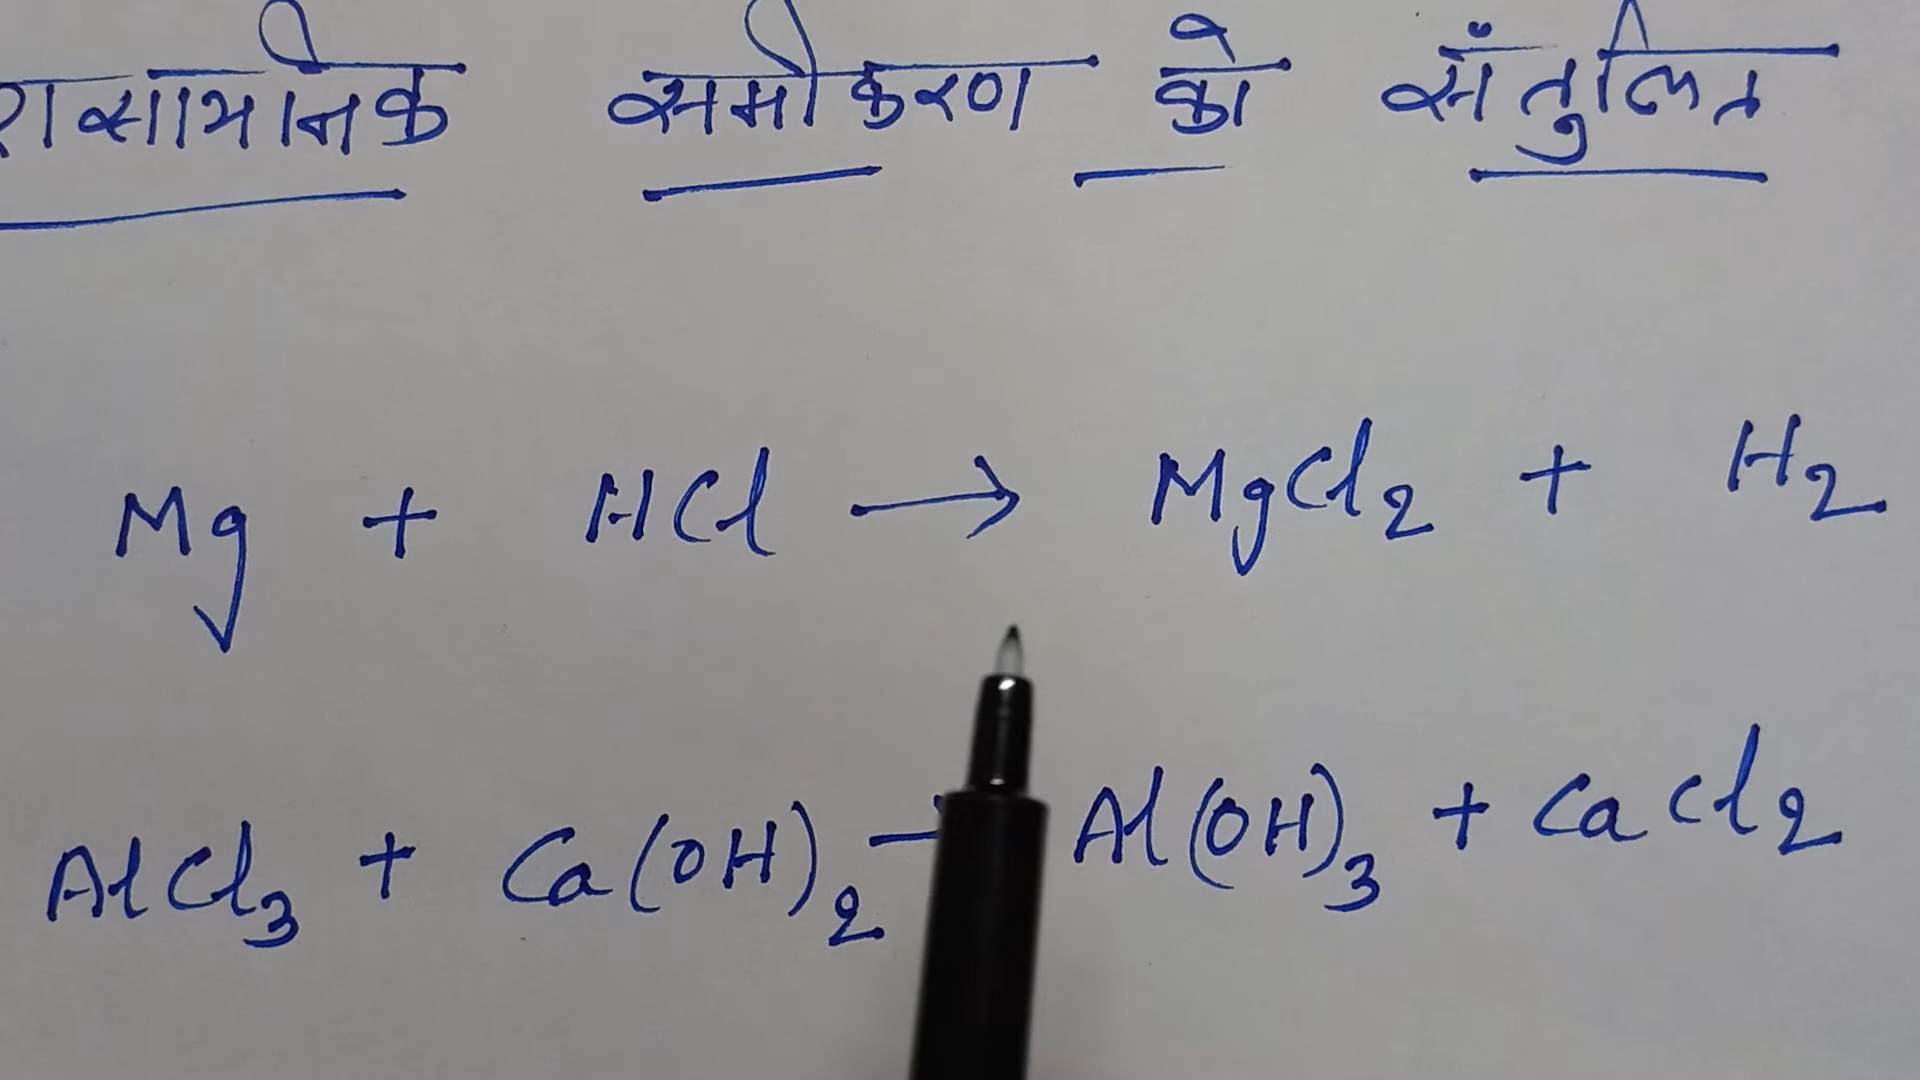 रासायनिक समीकरण को संतुलित
Mg + HCl → MgCl₂ + H₂
AlCl₃ + Ca(OH)₂ → Al(OH)₃ + CaCl₂